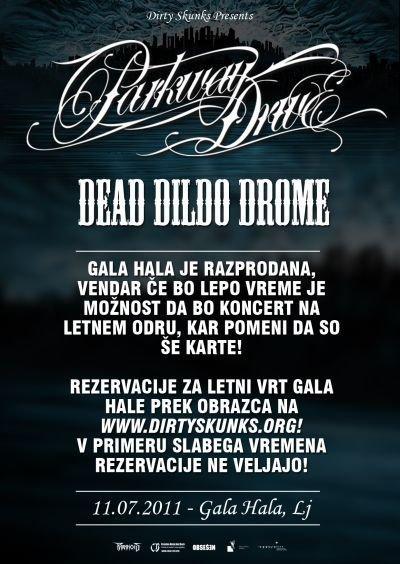 Dirty Skunks Presents
Parkway Drive
DEAD DILDO DROME
GALA HALA JE RAZPRODANA,
VENDAR ČE BO LEPO VREME JE
MOŽNOST DA BO KONCERT NA
LETNEM ODRU, KAR POMENI DA SO
ŠE KARTE!
REZERVACIJE ZA LETNI VRT GALA
HALE PREK OBRAZCA NA
WWW.DIRTYSKUNKS.ORG!
V PRIMERU SLABEGA VREMENA
REZERVACIJE NE VELJAJO!
11.07.2011 - Gala Hala, Lj